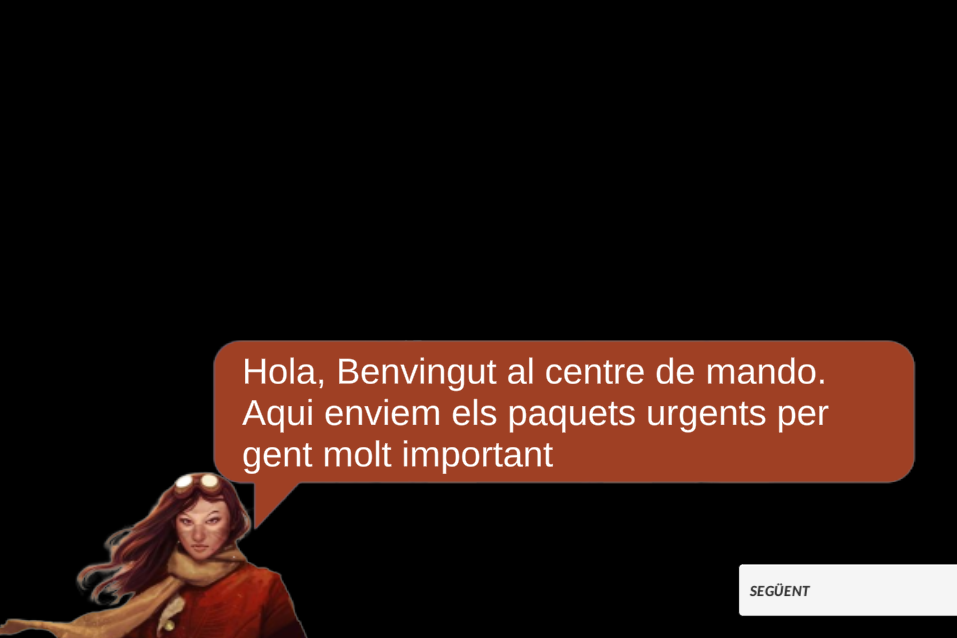 Hola, Benvingut al centre de mando.
Aqui enviem els paquets urgents per
gent molt important
SEGÜENT